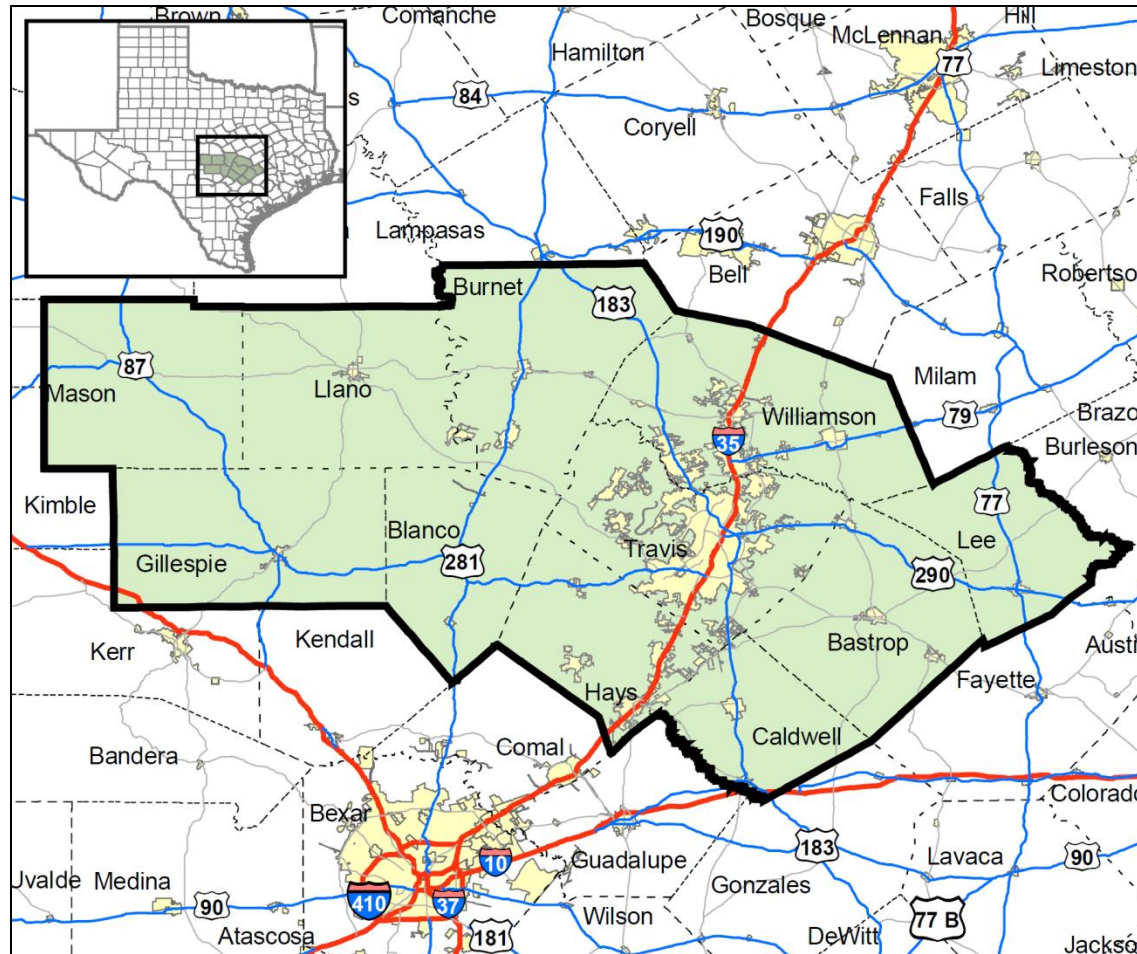 Brown
Comanche
Bosque
Hill
McLennan
Hamilton
77
Limeston
84
s
Coryell
Falls
Lampasas
190
Bell
Robertso
Burnet
183
87
Mason
Llano
Milam
Williamson
79
Brazo
35
Burleson
Kimble
77
Blanco
Travis
Lee
Gillespie
281
290
Kendall
Bastrop
Kerr
Austi
Fayette
Hays
Bandera
Comal
Caldwell
Colorado
Bexar
183
10
Guadalupe
Lavaca
90
Uvalde
Medina
410
37
Gonzales
90
Wilson
77 B
Atascosa
181
DeWitt
Jackso